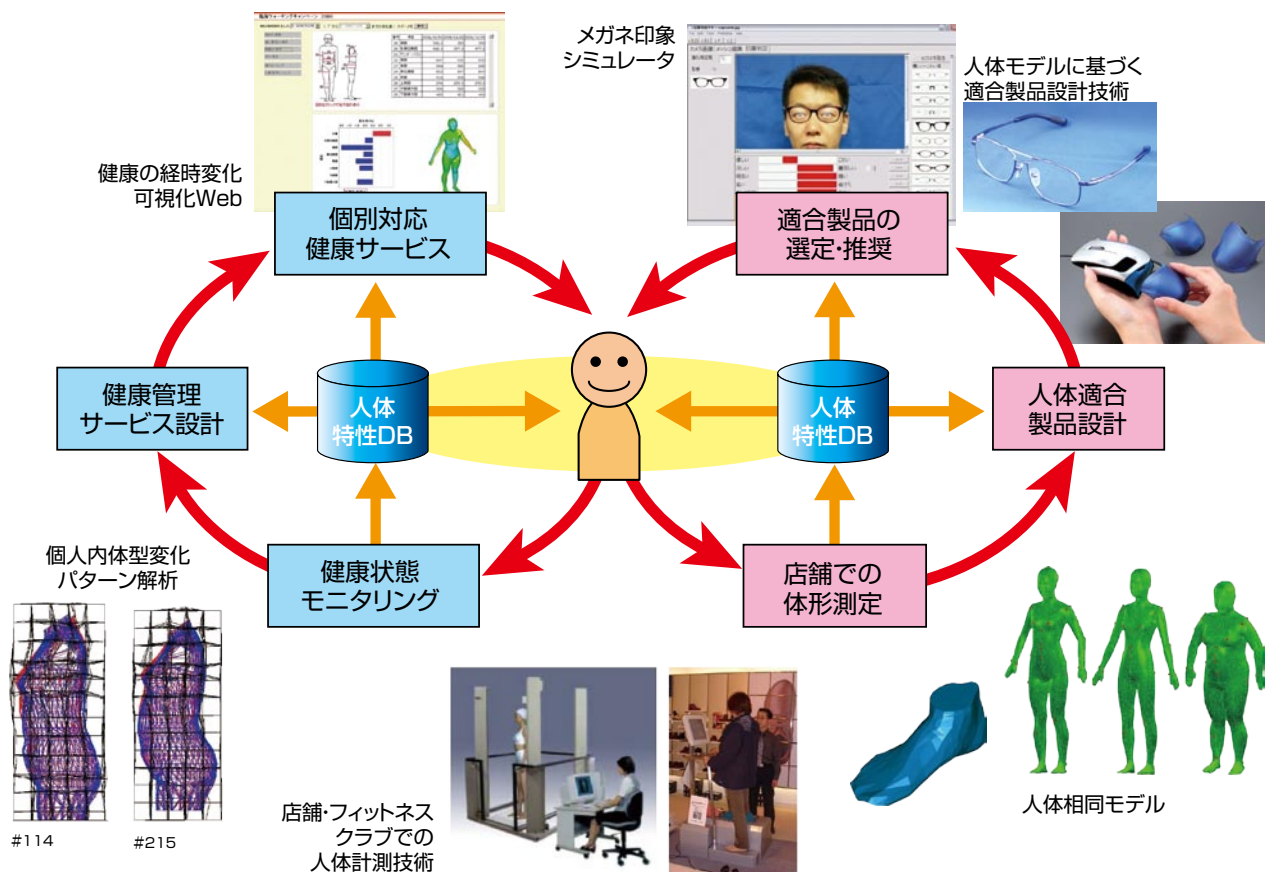 メガネ印象
シミュレータ
人体モデルに基づく
適合製品設計技術
健康の経時変化
可視化Web
個別対応
健康サービス
適合製品の
選定・推奨
健康管理
サービス設計
人体
特性DB
人体
特性DB
人体適合
製品設計
個人内体型変化
パターン解析
健康状態
モニタリング
店舗での
体形測定
#114
#215
店舗・フィットネス
クラブでの
人体計測技術
人体相同モデル